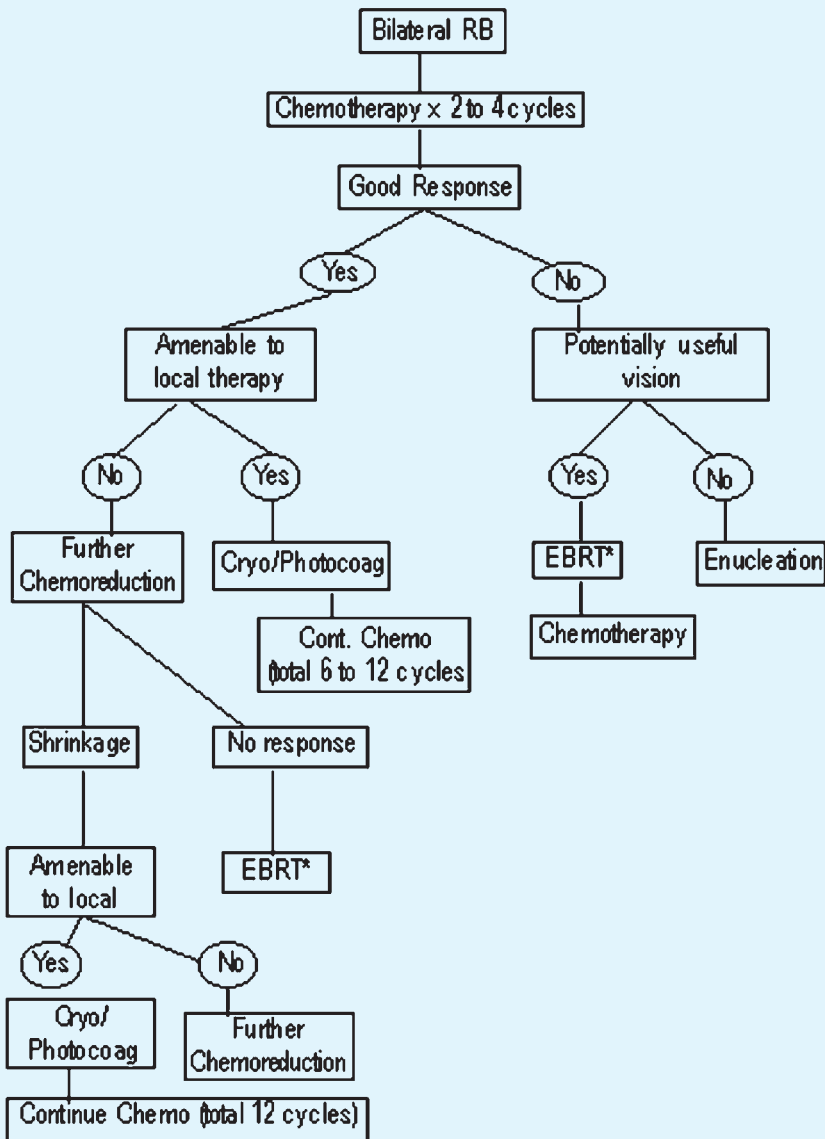 Bilateral RB
Chemotherapy x 2 to 4 cycles
Good Response
Yes
No
Amenable to
local therapy
Potentially useful
vision
No
Yes
Yes
No
Further
Chemoreduction
Cryo/Photocoag
EBRT*
Enucleation
Cont. Chemo
(total 6 to 12 cycles
Chemotherapy
Shrinkage
No response
Amenable
to local
EBRT*
Yes
No
Cryo/
Photocoag
Further
Chemoreduction
Continue Chemo (total 12 cycles)